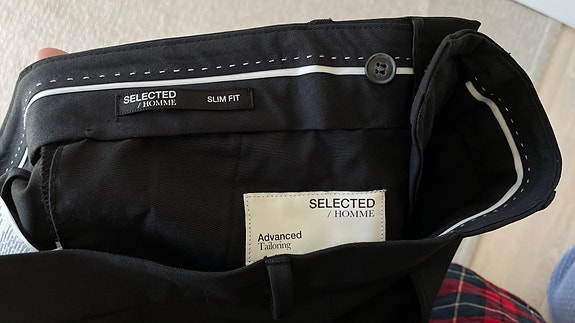 SELECTED
/ HOMME
SLIM FIT
SELECTED
/ HOMME
Advanced
Tailoring